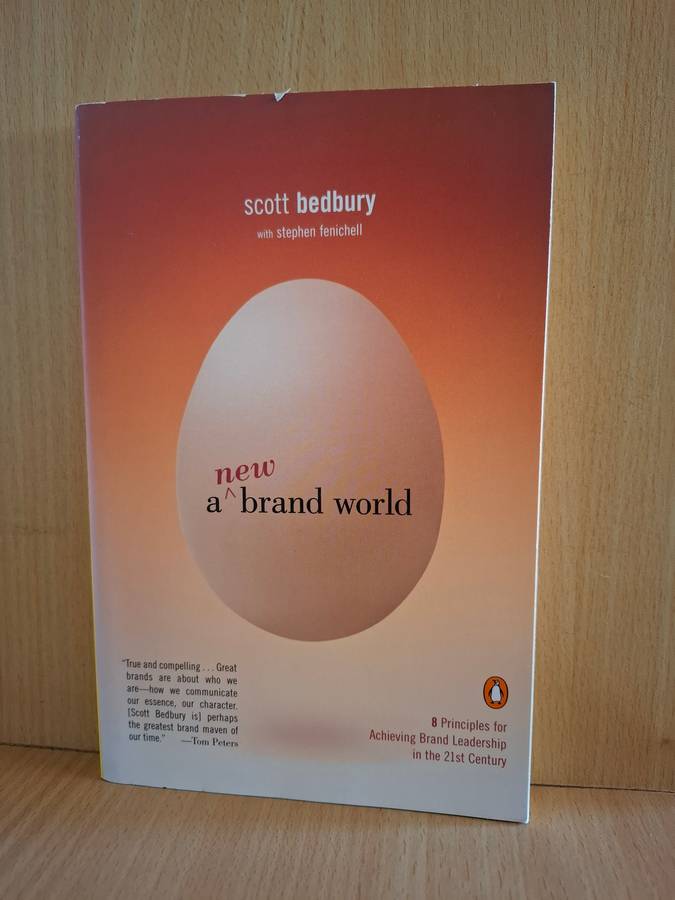 scott bedbury
with stephen fenichell
new
a ^ brand world
"True and compelling . . . Great
brands are about who we
are—how we communicate
our essence, our character.
[Scott Bedbury is] perhaps
the greatest brand maven of
our time." —Tom Peters
8 Principles for
Achieving Brand Leadership
in the 21st Century